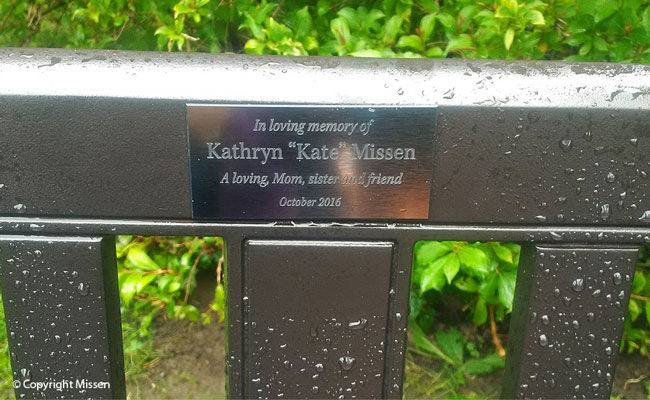 In loving memory of
Kathryn “Kate” Missen
A loving, Mom, sister and friend
October 2016
© Copyright Missen